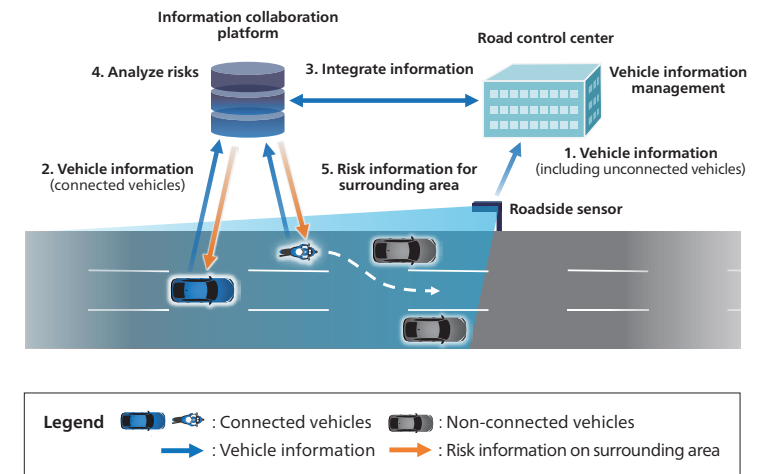 Information collaboration
platform
Road control center
4. Analyze risks
3. Integrate information
Vehicle information
management
2. Vehicle information
(connected vehicles)
5. Risk information for
surrounding area
1. Vehicle information
(including unconnected vehicles)
Roadside sensor
Legend : Connected vehicles : Non-connected vehicles
: Vehicle information : Risk information on surrounding area